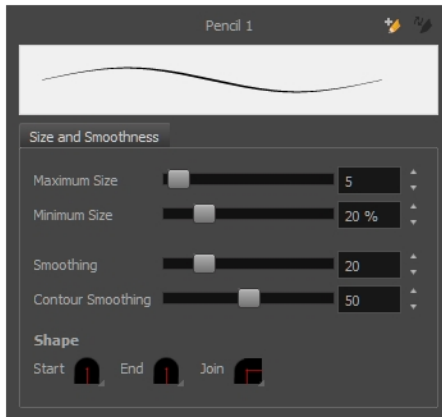 Pencil 1
Size and Smoothness
Maximum Size 5
Minimum Size 20 %
Smoothing 20
Contour Smoothing 50
Shape
Start End Join